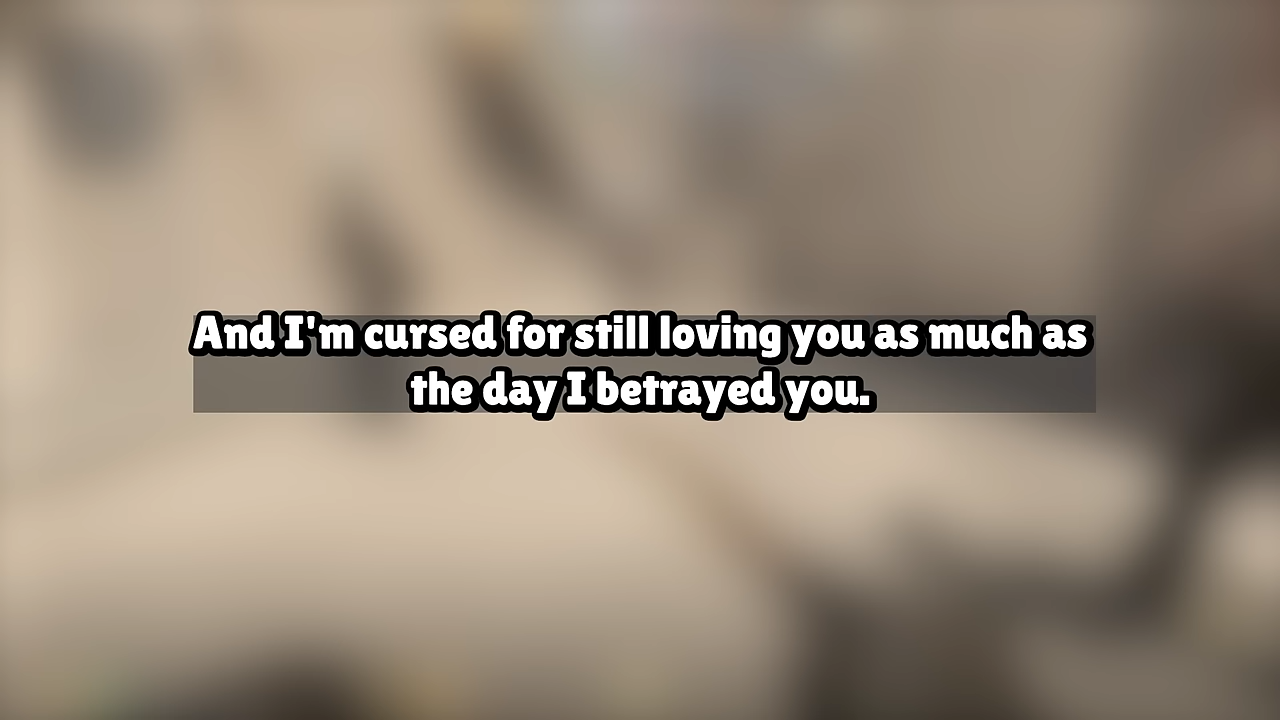 And I'm cursed for still loving you as much as
the day I betrayed you.